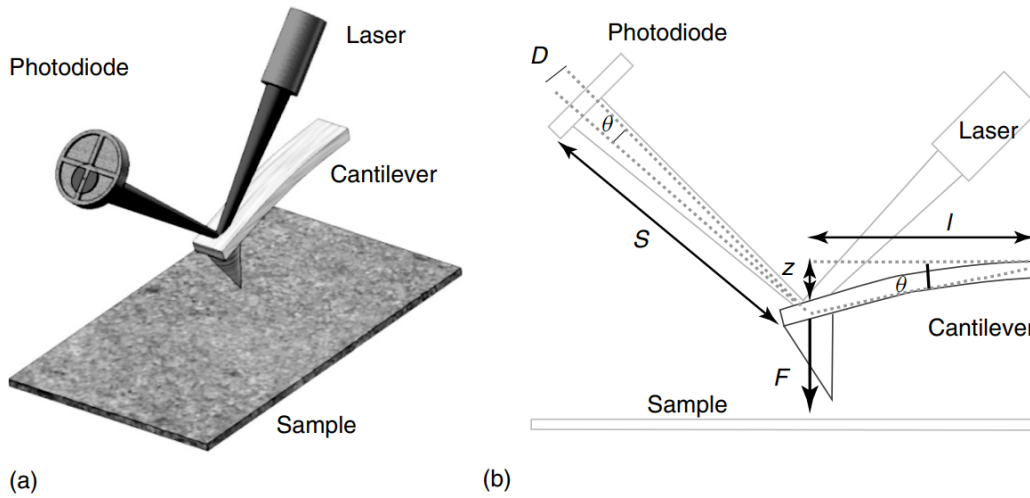 Photodiode
Laser
Cantilever
Sample
(a)
Photodiode
D
θ
Laser
S
l
z
θ
Cantilever
F
Sample
(b)